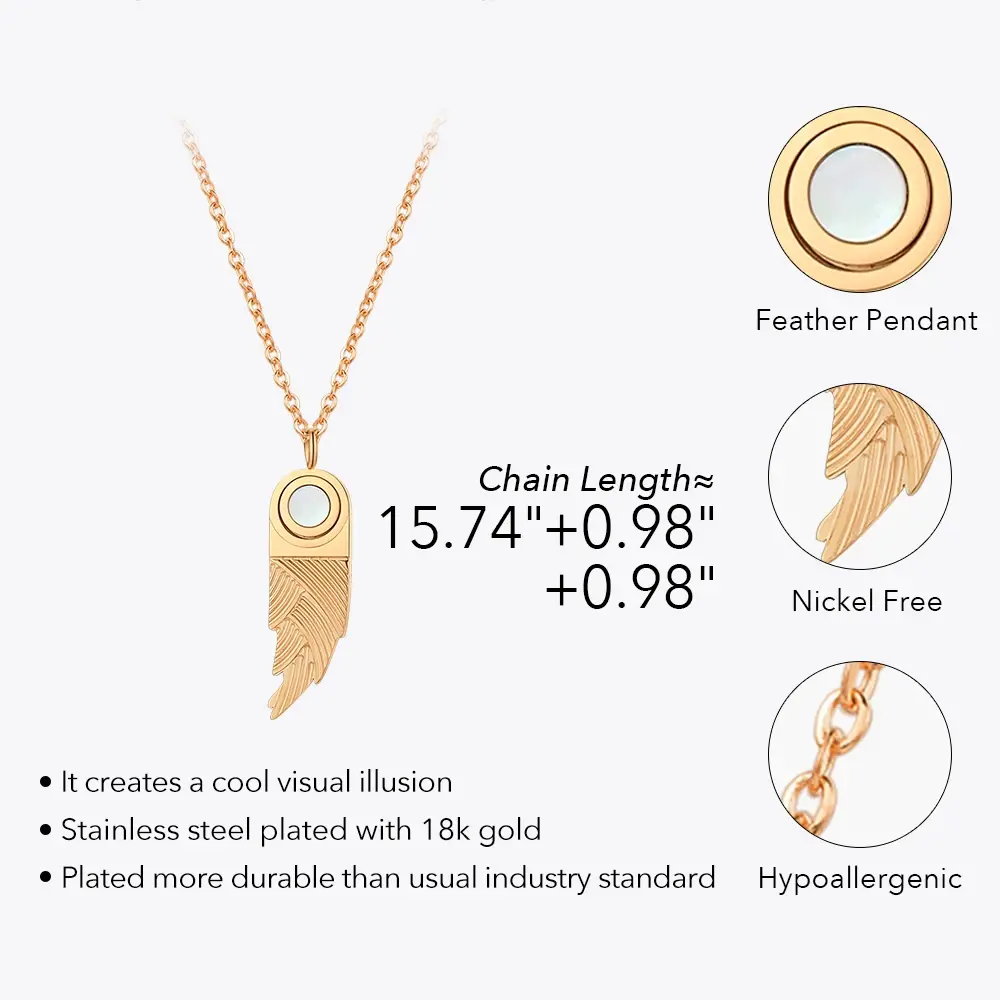 Chain Length≈
15.74"+0.98"
+0.98"
Feather Pendant
Nickel Free
Hypoallergenic
• It creates a cool visual illusion
• Stainless steel plated with 18k gold
• Plated more durable than usual industry standard